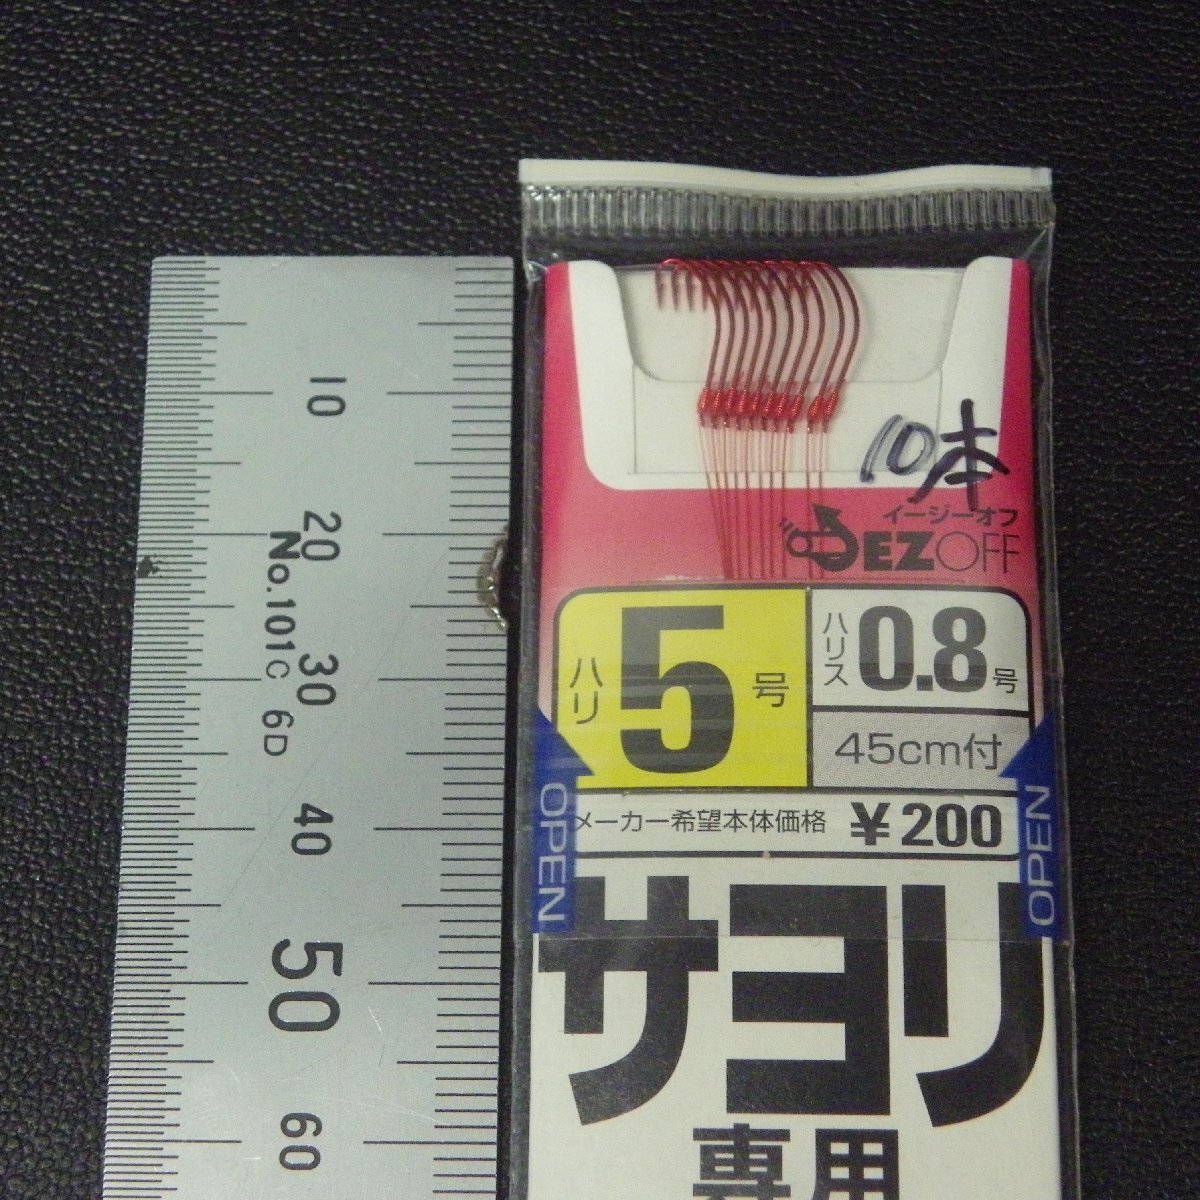 10
20
30
40
50
60
No.101C 6D
10本
イージーオフ
EZOFF
ハリ 5 号
ハリス 0.8 号
45cm付
メーカー希望本体価格 ¥200
OPEN
OPEN
サヨリ
専用